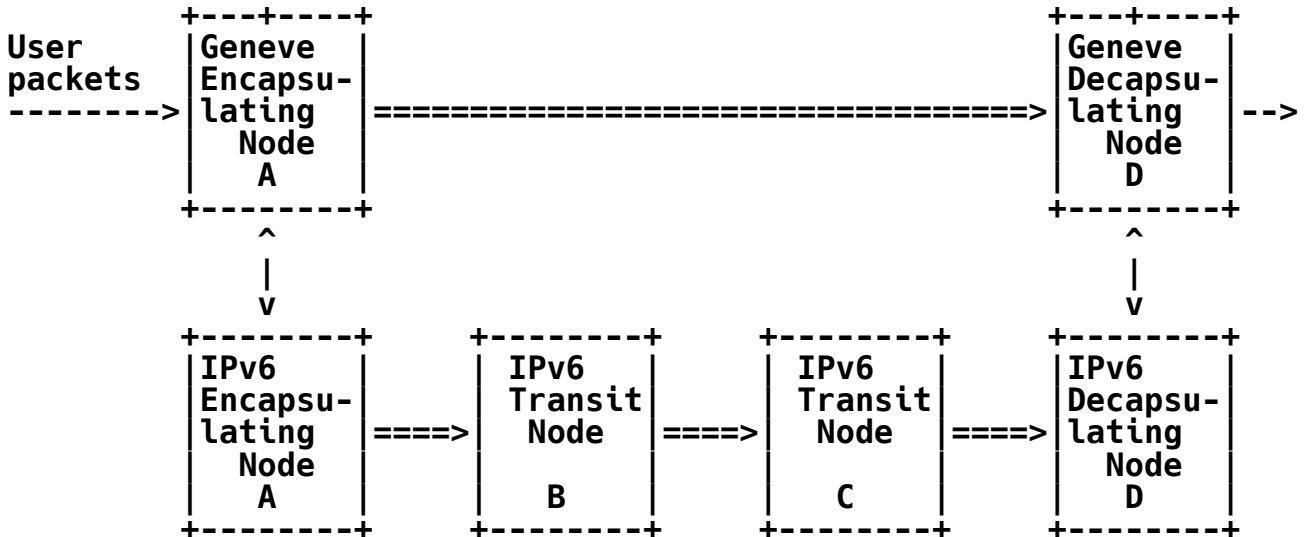 +---+----+                                   +---+----+
User            |Geneve  |                                   |Geneve  |
packets         |Encapsu-|                                   |Decapsu-|
-------->|lating  |==================================>|lating  |-->
                |  Node  |                                   |  Node  |
                |   A    |                                   |   D    |
                +--------+                                   +--------+
                    ^                                            ^
                    |                                            |
                    v                                            v
+--------+     +--------+     +--------+     +--------+
|IPv6    |     | IPv6   |     | IPv6   |     |IPv6    |
|Encapsu-|     | Transit|     | Transit|     |Decapsu-|
|lating  |====>|  Node  |====>|  Node  |====>|lating  |
|  Node  |     |        |     |        |     |  Node  |
|   A    |     |   B    |     |   C    |     |   D    |
+--------+     +--------+     +--------+     +--------+